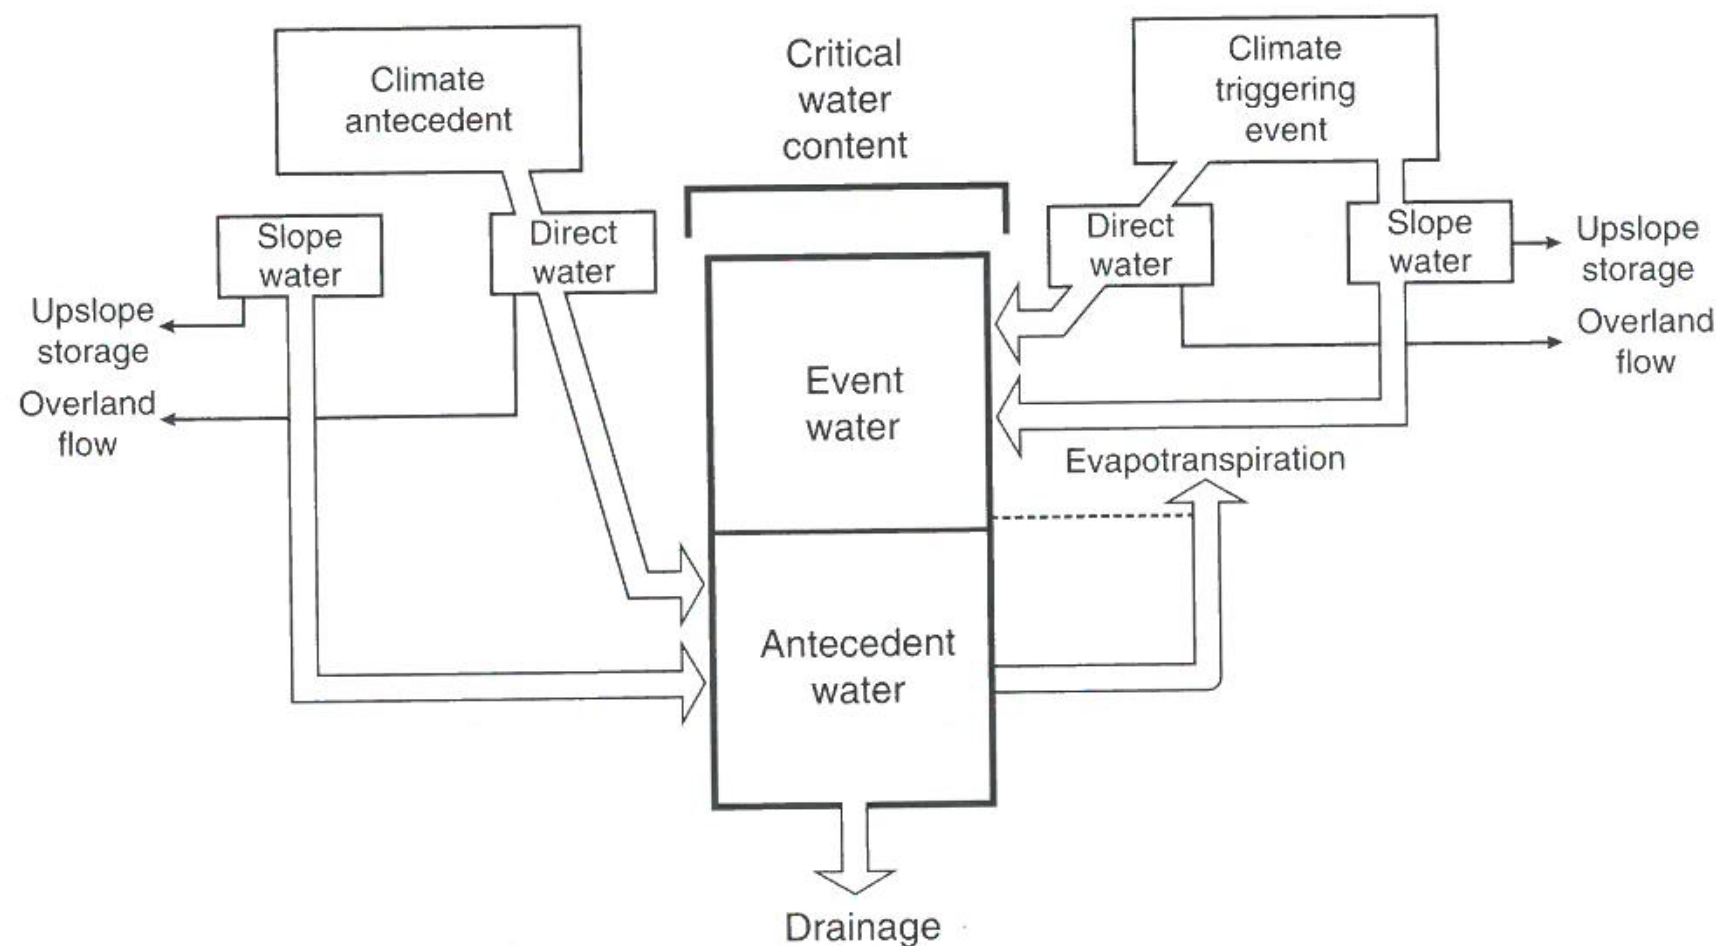 Climate
antecedent
Critical
water
content
Climate
triggering
event
Slope
water
Direct
water
Direct
water
Slope
water
Upslope
storage
Upslope
storage
Overland
flow
Overland
flow
Event
water
Evapotranspiration
Antecedent
water
Drainage